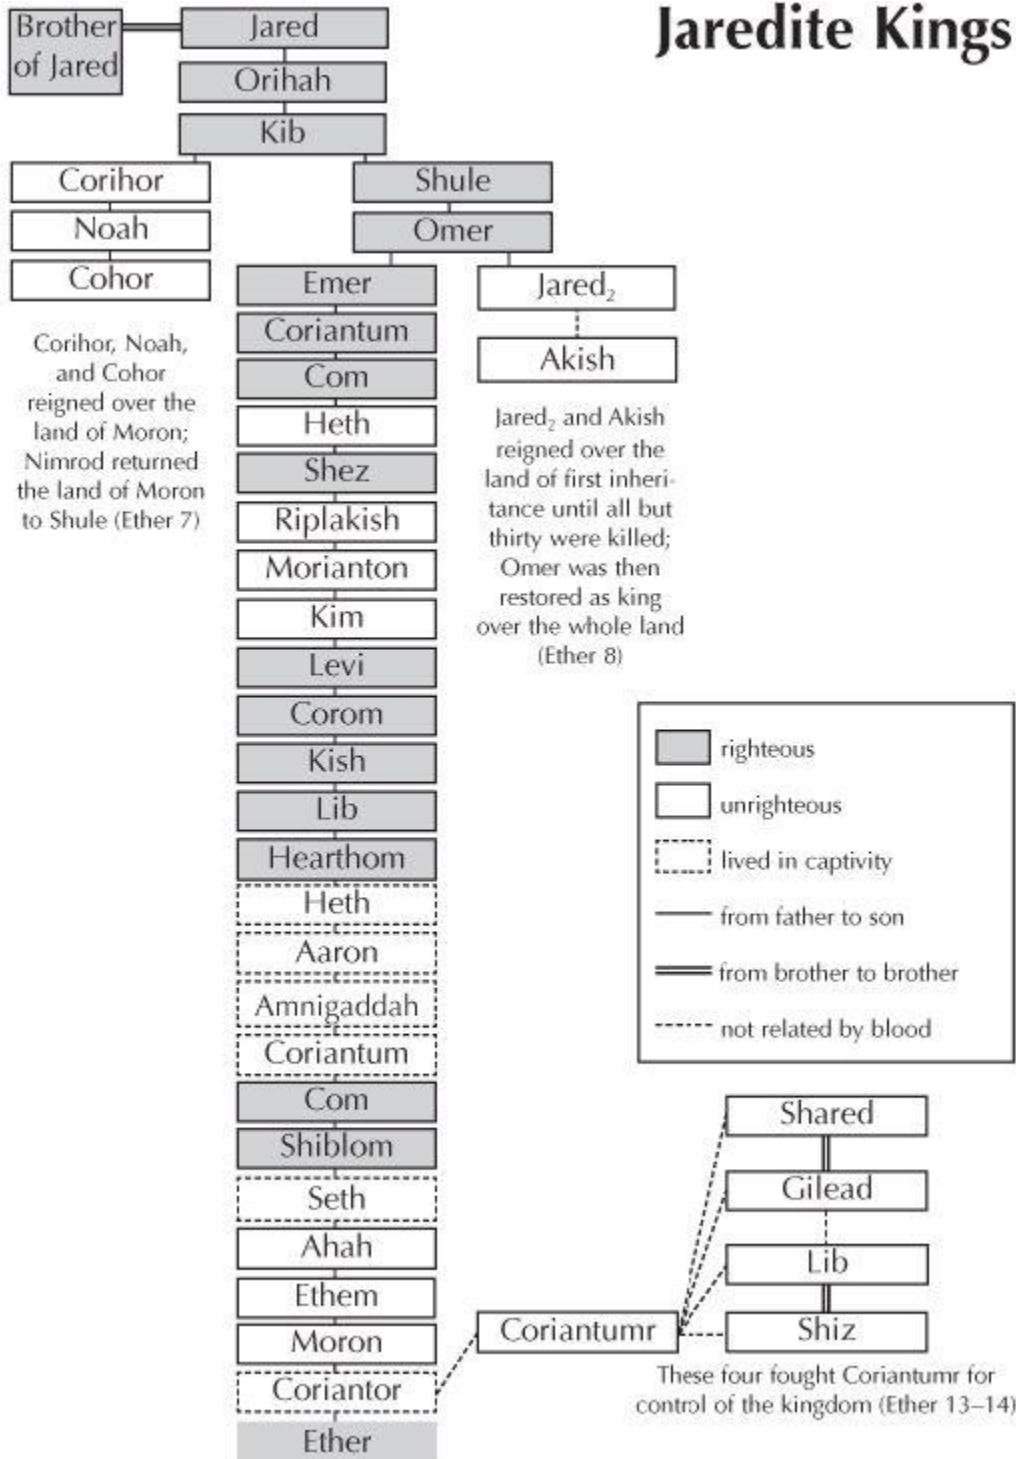 Jaredite Kings
Brother
of Jared
Jared
Orihah
Kib
Corihor
Noah
Cohor
Corihor, Noah,
and Cohor
reigned over the
land of Moron;
Nimrod returned
the land of Moron
to Shule (Ether 7)
Shule
Omer
Emer
Coriantum
Com
Heth
Shez
Riplakish
Morianton
Kim
Levi
Corom
Kish
Lib
Hearthom
Heth
Aaron
Amnigaddah
Coriantum
Com
Shiblom
Seth
Ahah
Ethem
Moron
Coriantor
Ether
Jared₂
Akish
Jared₂ and Akish
reigned over the
land of first inheri-
tance until all but
thirty were killed;
Omer was then
restored as king
over the whole land
(Ether 8)
righteous
unrighteous
lived in captivity
from father to son
from brother to brother
not related by blood
Coriantumr
Shared
Gilead
Lib
Shiz
These four fought Coriantumr for
control of the kingdom (Ether 13–14)